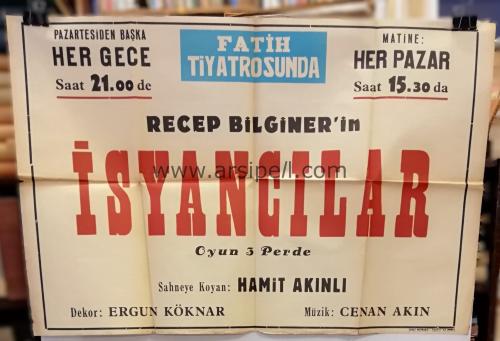 PAZARTESİDEN BAŞKA
HER GECE
Saat 21.00 de
FATİH
TİYATROSUNDA
MATİNE:
HER PAZAR
Saat 15.30 da
RECEP BİLGİNER'in
www.arsipell.com
İSYANCILAR
Oyun 3 Perde
Sahneye Koyan: HAMİT AKINLI
Dekor: ERGUN KÖKNAR
Müzik: CENAN AKIN